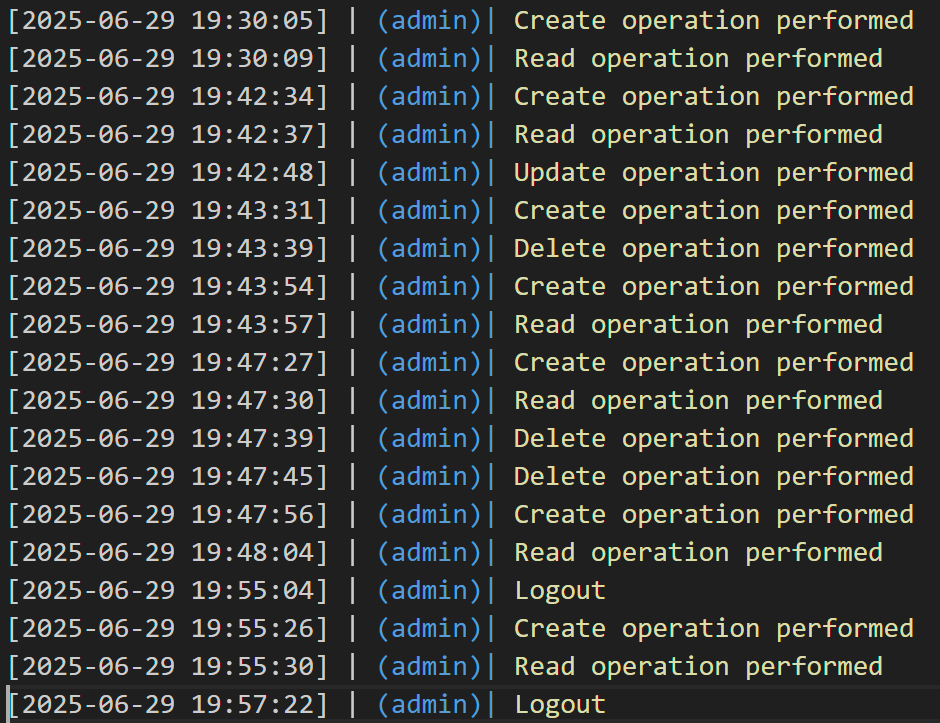 [2025-06-29 19:30:05] | (admin)| Create operation performed
[2025-06-29 19:30:09] | (admin)| Read operation performed
[2025-06-29 19:42:34] | (admin)| Create operation performed
[2025-06-29 19:42:37] | (admin)| Read operation performed
[2025-06-29 19:42:48] | (admin)| Update operation performed
[2025-06-29 19:43:31] | (admin)| Create operation performed
[2025-06-29 19:43:39] | (admin)| Delete operation performed
[2025-06-29 19:43:54] | (admin)| Create operation performed
[2025-06-29 19:43:57] | (admin)| Read operation performed
[2025-06-29 19:47:27] | (admin)| Create operation performed
[2025-06-29 19:47:30] | (admin)| Read operation performed
[2025-06-29 19:47:39] | (admin)| Delete operation performed
[2025-06-29 19:47:45] | (admin)| Delete operation performed
[2025-06-29 19:47:56] | (admin)| Create operation performed
[2025-06-29 19:48:04] | (admin)| Read operation performed
[2025-06-29 19:55:04] | (admin)| Logout
[2025-06-29 19:55:26] | (admin)| Create operation performed
[2025-06-29 19:55:30] | (admin)| Read operation performed
[2025-06-29 19:57:22] | (admin)| Logout